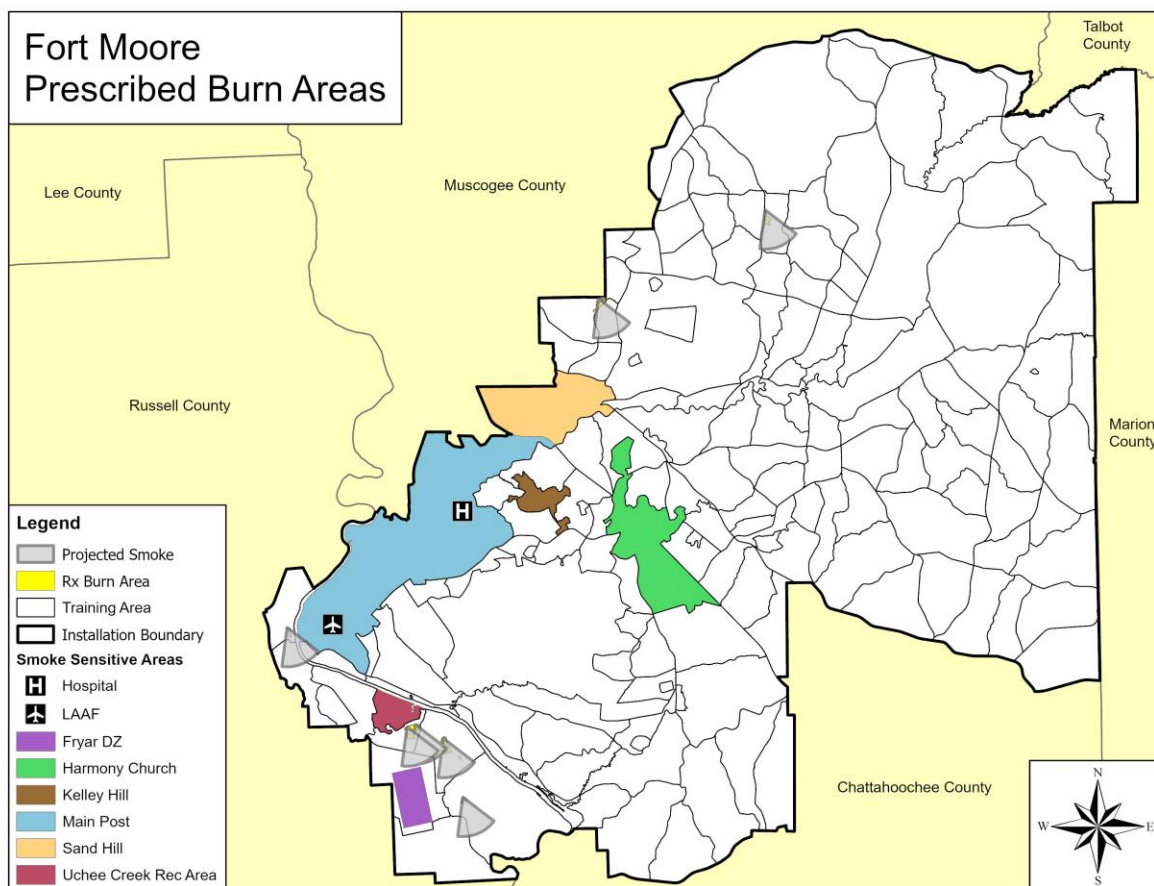 Fort Moore
Prescribed Burn Areas
Talbot
County
Lee County
Muscogee County
Russell County
Marion
County
Chattahoochee County
H
Legend
Projected Smoke
Rx Burn Area
Training Area
Installation Boundary
Smoke Sensitive Areas
H Hospital
LAAF
Fryar DZ
Harmony Church
Kelley Hill
Main Post
Sand Hill
Uchee Creek Rec Area
N
W E
S